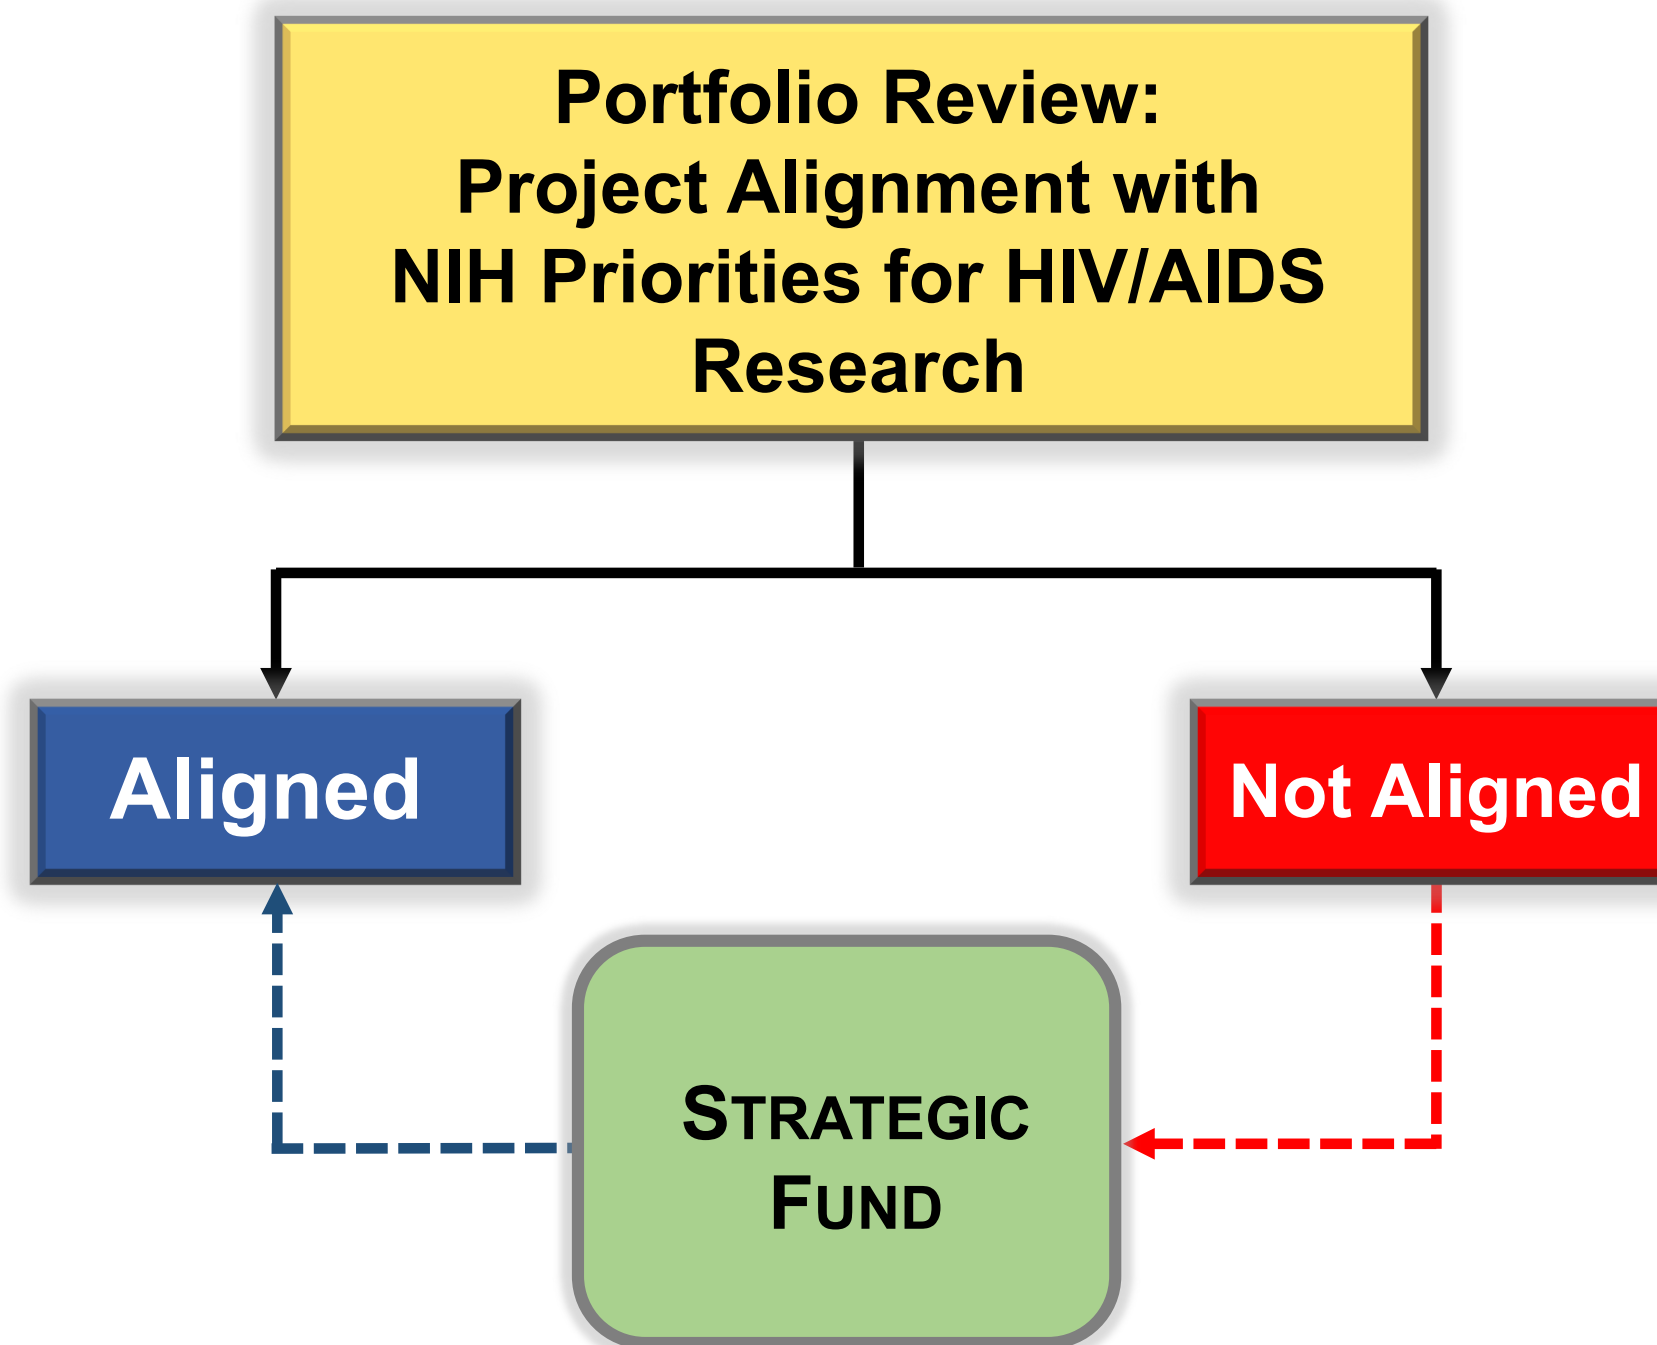 Portfolio Review:
Project Alignment with
NIH Priorities for HIV/AIDS
Research
Aligned
Not Aligned
STRATEGIC
FUND